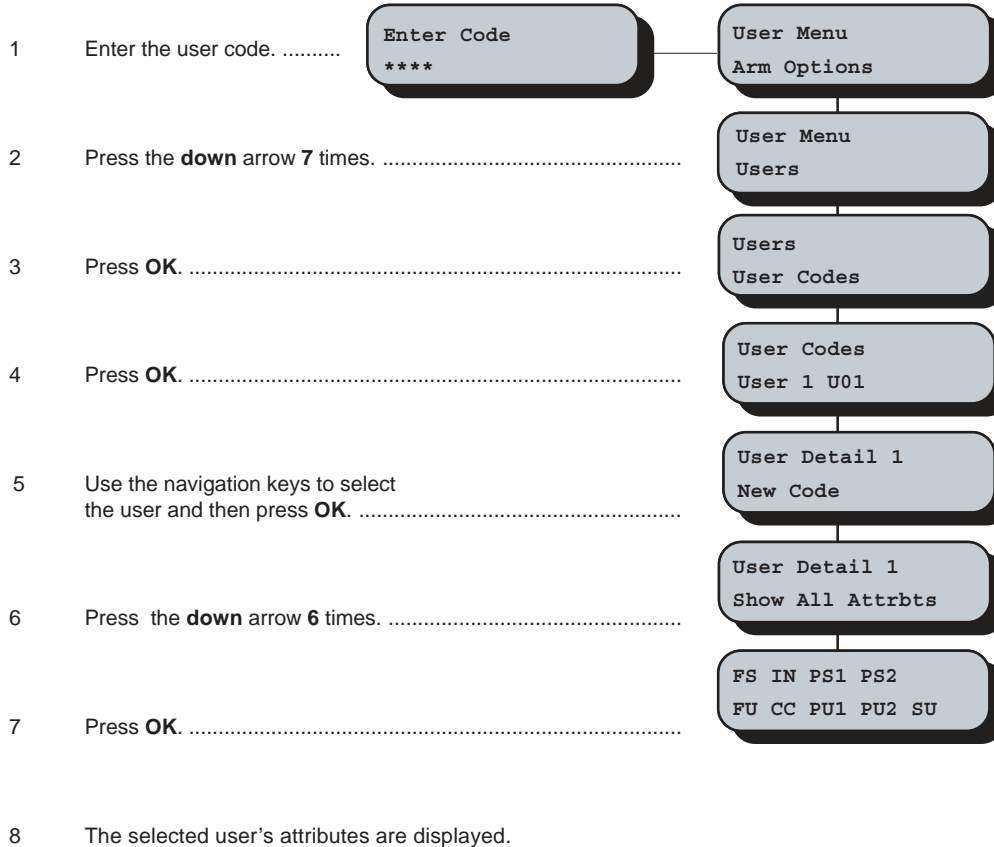 1 Enter the user code. ..........
Enter Code
****
User Menu
Arm Options
2 Press the down arrow 7 times. ...................................................
User Menu
Users
3 Press OK. ....................................................................................
Users
User Codes
4 Press OK. ....................................................................................
User Codes
User 1 U01
5 Use the navigation keys to select
the user and then press OK. .......................................................
User Detail 1
New Code
6 Press the down arrow 6 times. ..................................................
User Detail 1
Show All Attrbts
7 Press OK. ....................................................................................
FS IN PS1 PS2
FU CC PU1 PU2 SU
8 The selected user's attributes are displayed.